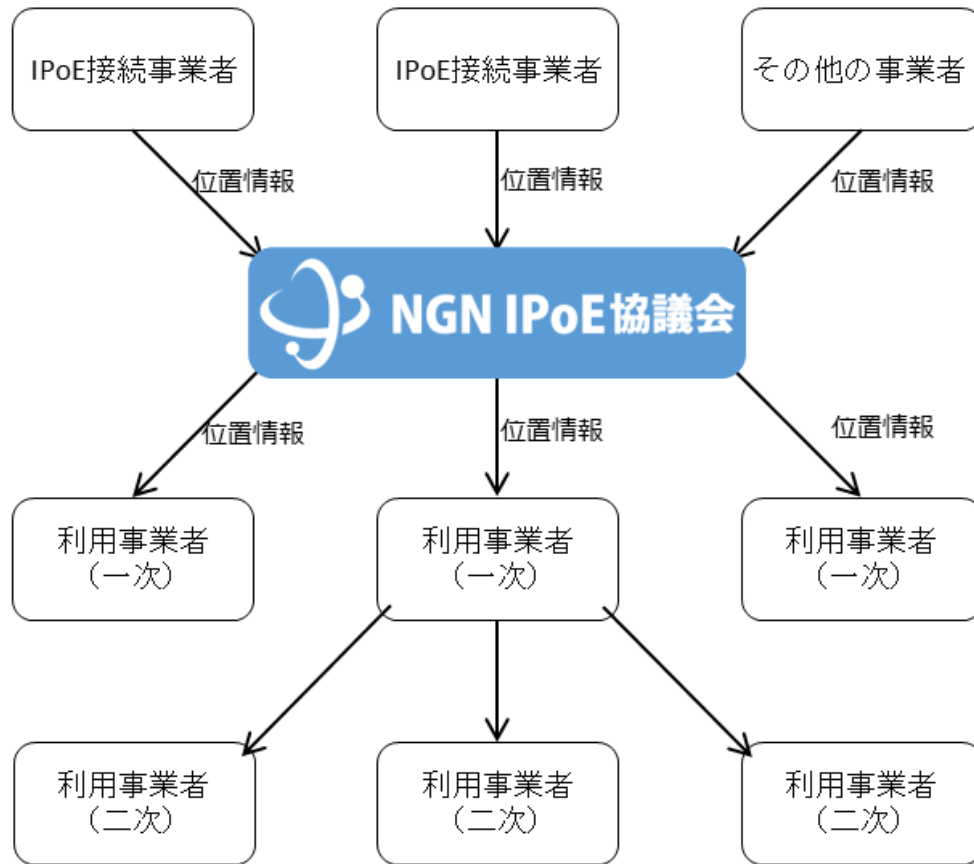 IPoE接続事業者
IPoE接続事業者
その他の事業者
位置情報
位置情報
位置情報
NGN IPoE協議会
位置情報
位置情報
位置情報
利用事業者
（一次）
利用事業者
（一次）
利用事業者
（一次）
利用事業者
（二次）
利用事業者
（二次）
利用事業者
（二次）